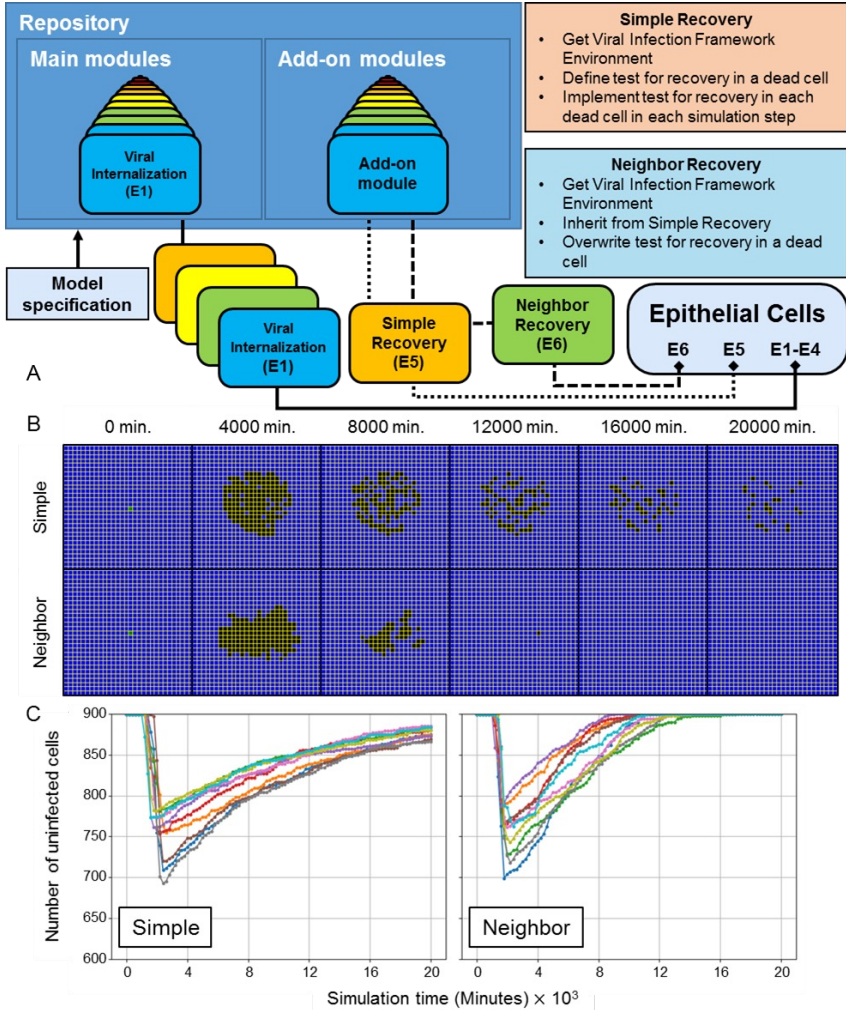 Repository
Main modules
Add-on modules
Viral
Internalization
(E1)
Add-on
module
Simple Recovery
• Get Viral Infection Framework
Environment
• Define test for recovery in a dead cell
• Implement test for recovery in each
dead cell in each simulation step
Neighbor Recovery
• Get Viral Infection Framework
Environment
• Inherit from Simple Recovery
• Overwrite test for recovery in a dead
cell
Model
specification
Viral
Internalization
(E1)
Simple
Recovery
(E5)
Neighbor
Recovery
(E6)
Epithelial Cells
E6 E5 E1-E4
A
B
0 min. 4000 min. 8000 min. 12000 min. 16000 min. 20000 min.
Simple
Neighbor
C
Number of uninfected cells
900
850
800
750
700
650
600
Simple
Neighbor
0 4 8 12 16 20 0 4 8 12 16 20
Simulation time (Minutes) × 10³